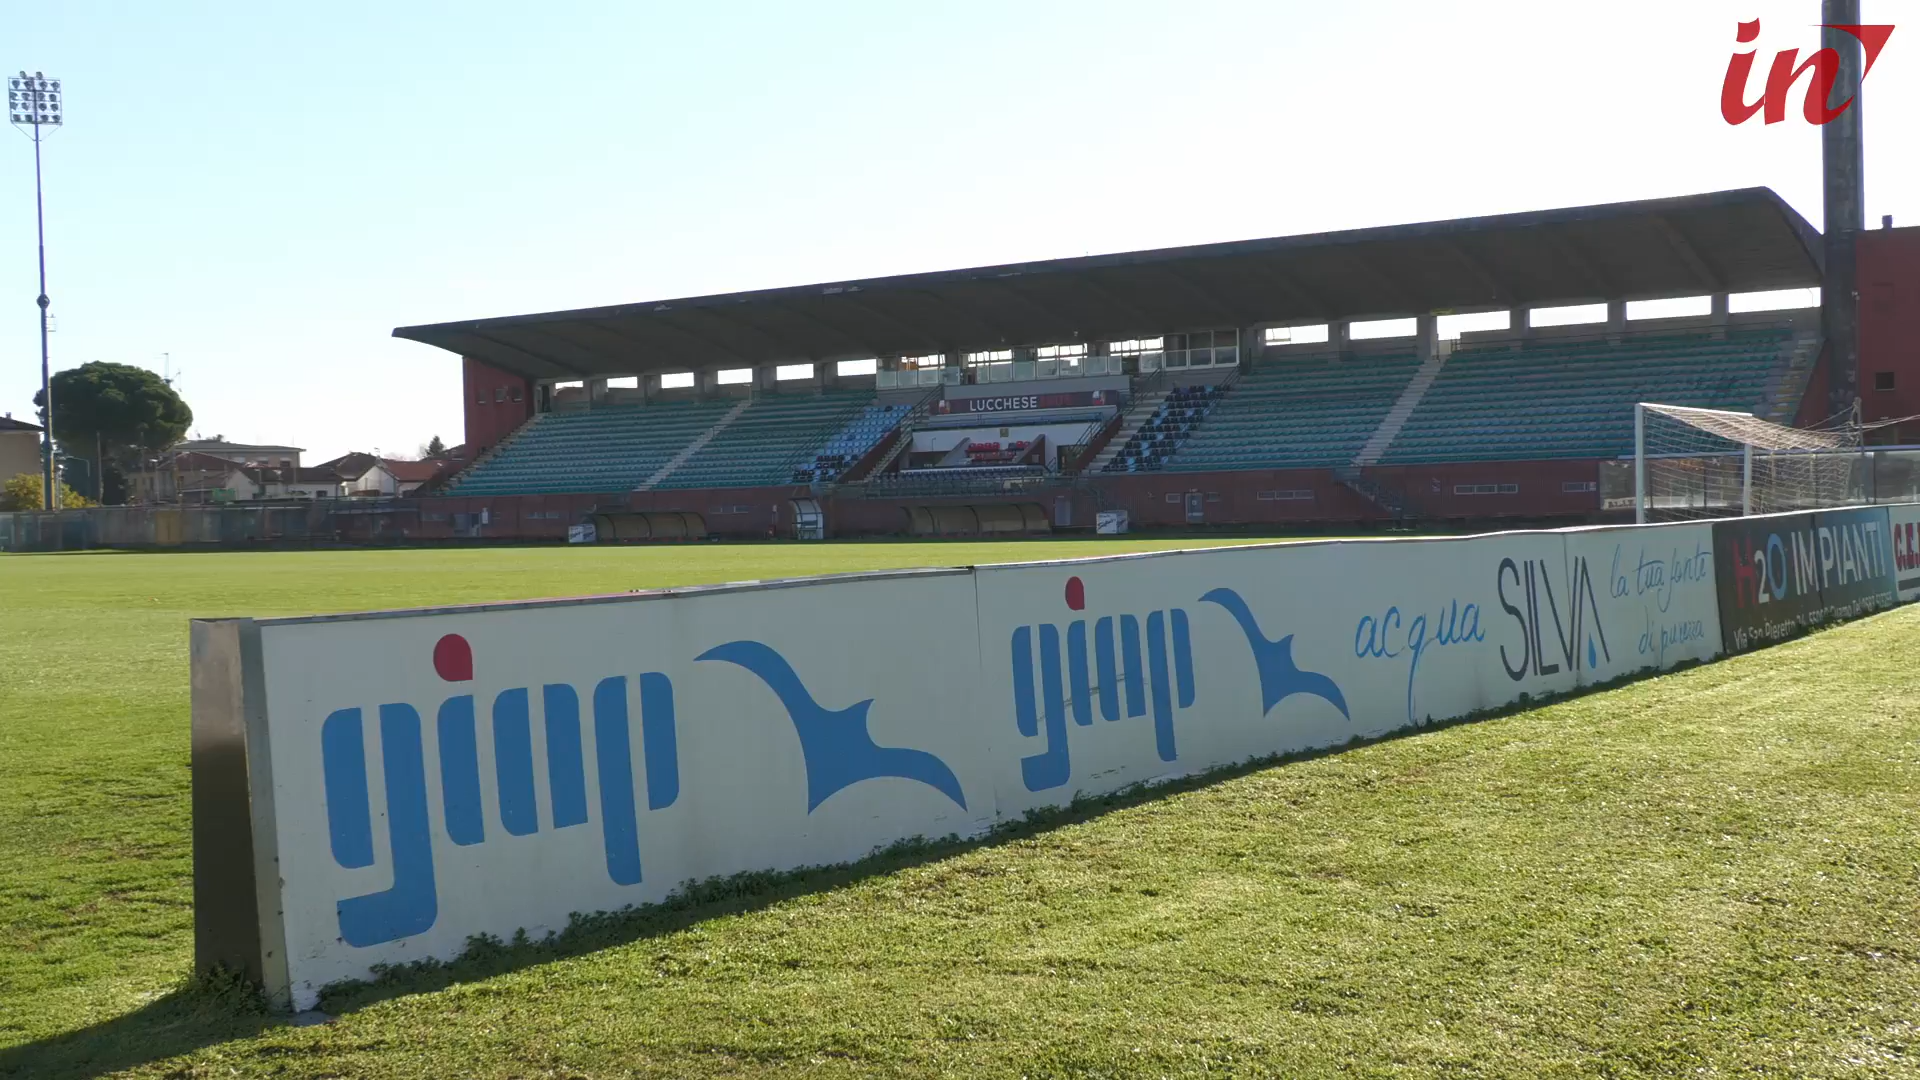 in
LUCCHESE
giap
giap
acqua SILVA la tua fonte
di purezza
H2O IMPIANTI